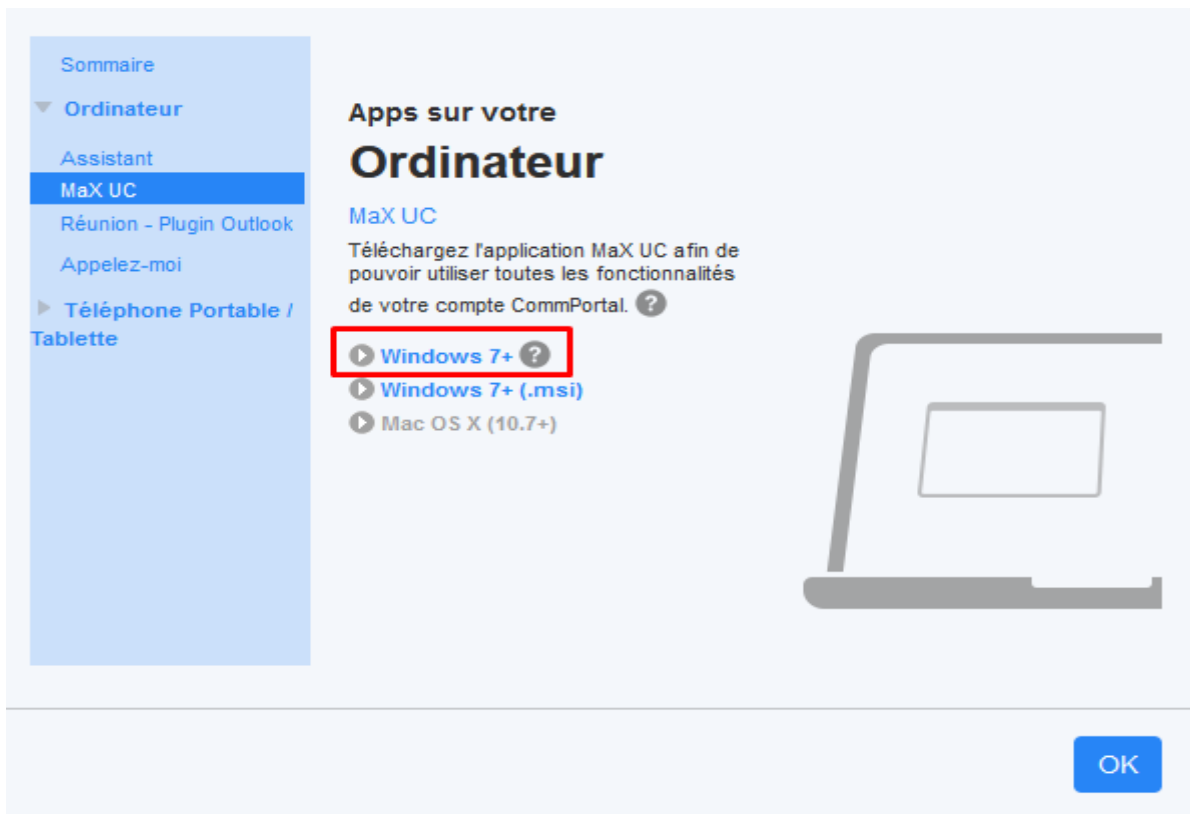 Sommaire
Ordinateur
Assistant
MaX UC
Réunion - Plugin Outlook
Appelez-moi
Téléphone Portable /
Tablette
Apps sur votre
Ordinateur
MaX UC
Téléchargez l'application MaX UC afin de
pouvoir utiliser toutes les fonctionnalités
de votre compte CommPortal. ?
Windows 7+ ?
Windows 7+ (.msi)
Mac OS X (10.7+)
OK